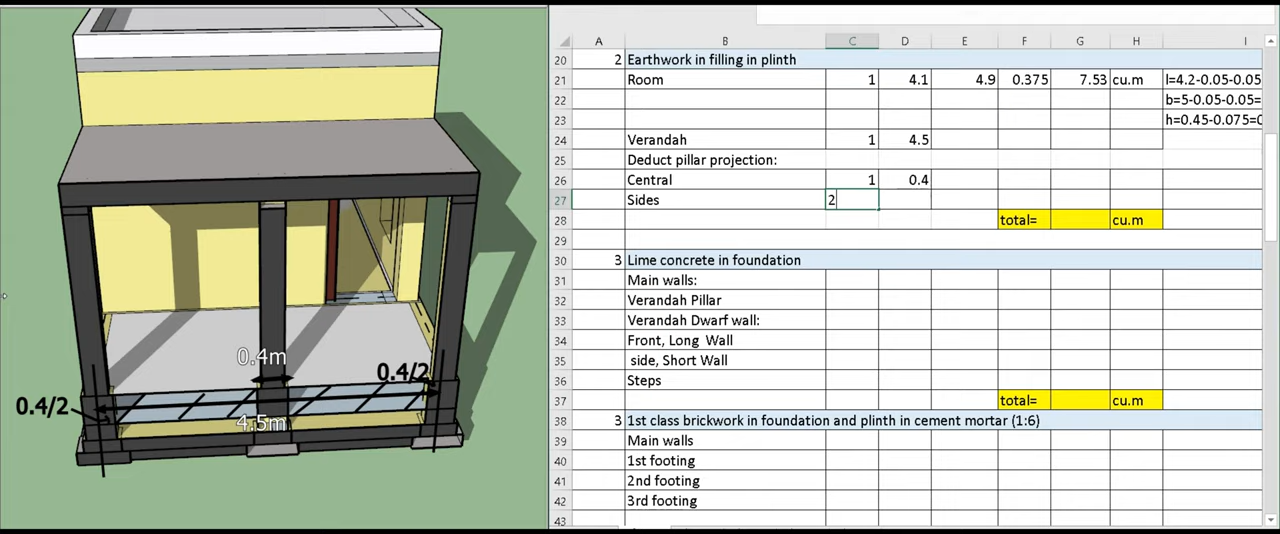 A B C D E F G H I
20 2 Earthwork in filling in plinth
21 Room 1 4.1 4.9 0.375 7.53 cu.m l=4.2-0.05-0.05
22 b=5-0.05-0.05=
23 h=0.45-0.075=0
24 Verandah 1 4.5
25 Deduct pillar projection:
26 Central 1 0.4
27 Sides 2
28 total= cu.m
29
30 3 Lime concrete in foundation
31 Main walls:
32 Verandah Pillar
33 Verandah Dwarf wall:
34 Front, Long Wall
35 side, Short Wall
36 Steps
37 total= cu.m
38 3 1st class brickwork in foundation and plinth in cement mortar (1:6)
39 Main walls
40 1st footing
41 2nd footing
42 3rd footing
43
0.4m
0.4/2
0.4/2
4.5m